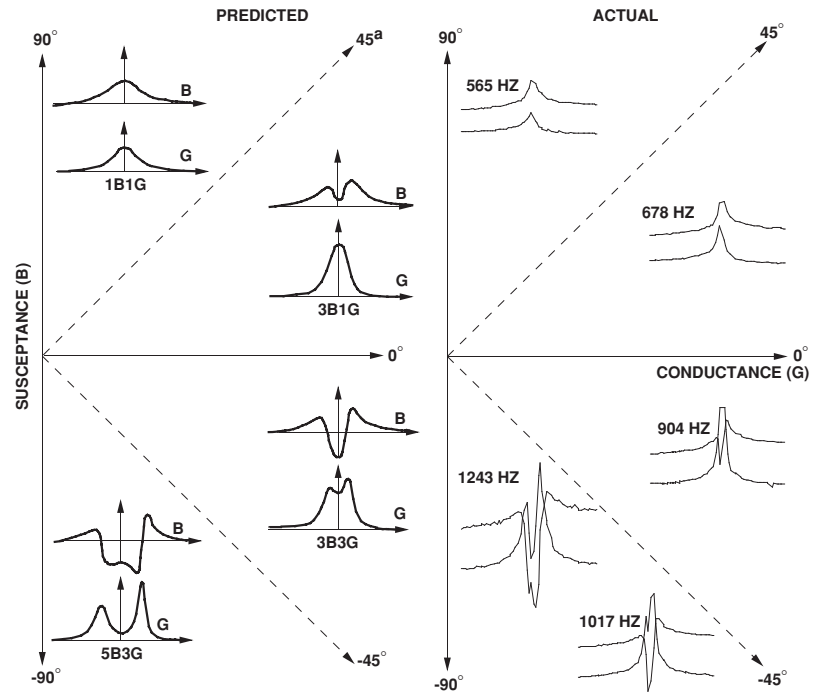 PREDICTED
ACTUAL
90°
45a
90°
45°
B
565 HZ
G
1B1G
B
678 HZ
G
3B1G
SUSCEPTANCE (B)
0°
0°
CONDUCTANCE (G)
B
904 HZ
1243 HZ
G
3B3G
B
G
5B3G
1017 HZ
-90°
-45°
-90°
-45°